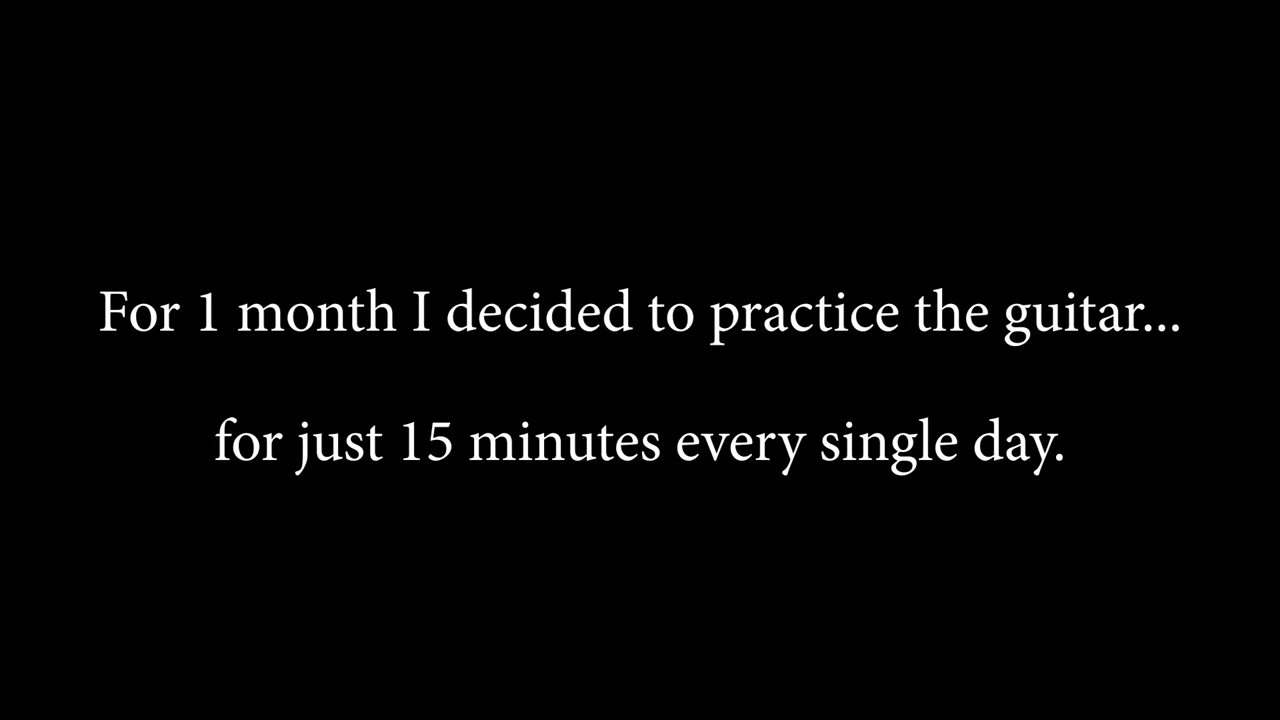 For 1 month I decided to practice the guitar...
for just 15 minutes every single day.